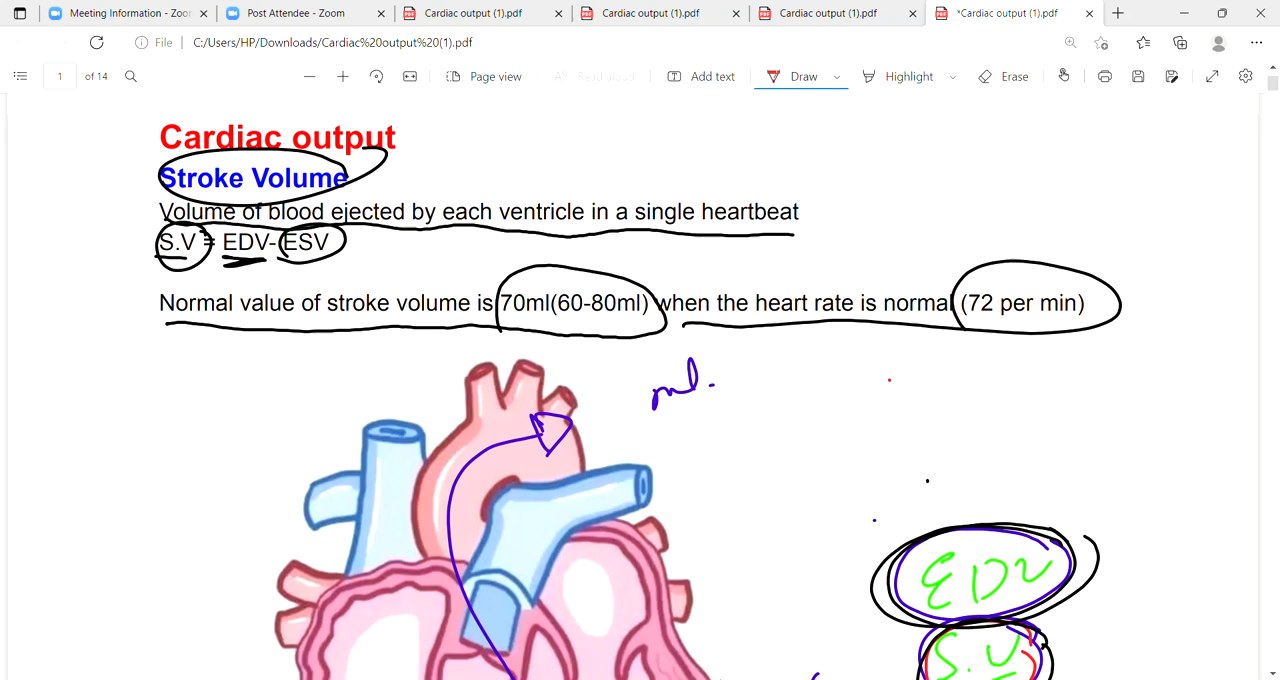 Meeting Information - Zoom
Post Attendee - Zoom
Cardiac output (1).pdf
Cardiac output (1).pdf
Cardiac output (1).pdf
*Cardiac output (1).pdf
File
C:/Users/HP/Downloads/Cardiac%20output%20(1).pdf
1 of 14
Page view
Read aloud
Add text
Draw
Highlight
Erase
Cardiac output
Stroke Volume
Volume of blood ejected by each ventricle in a single heartbeat
S.V = EDV- ESV
Normal value of stroke volume is 70ml(60-80ml) when the heart rate is normal (72 per min)
ml.
EDV
S.V